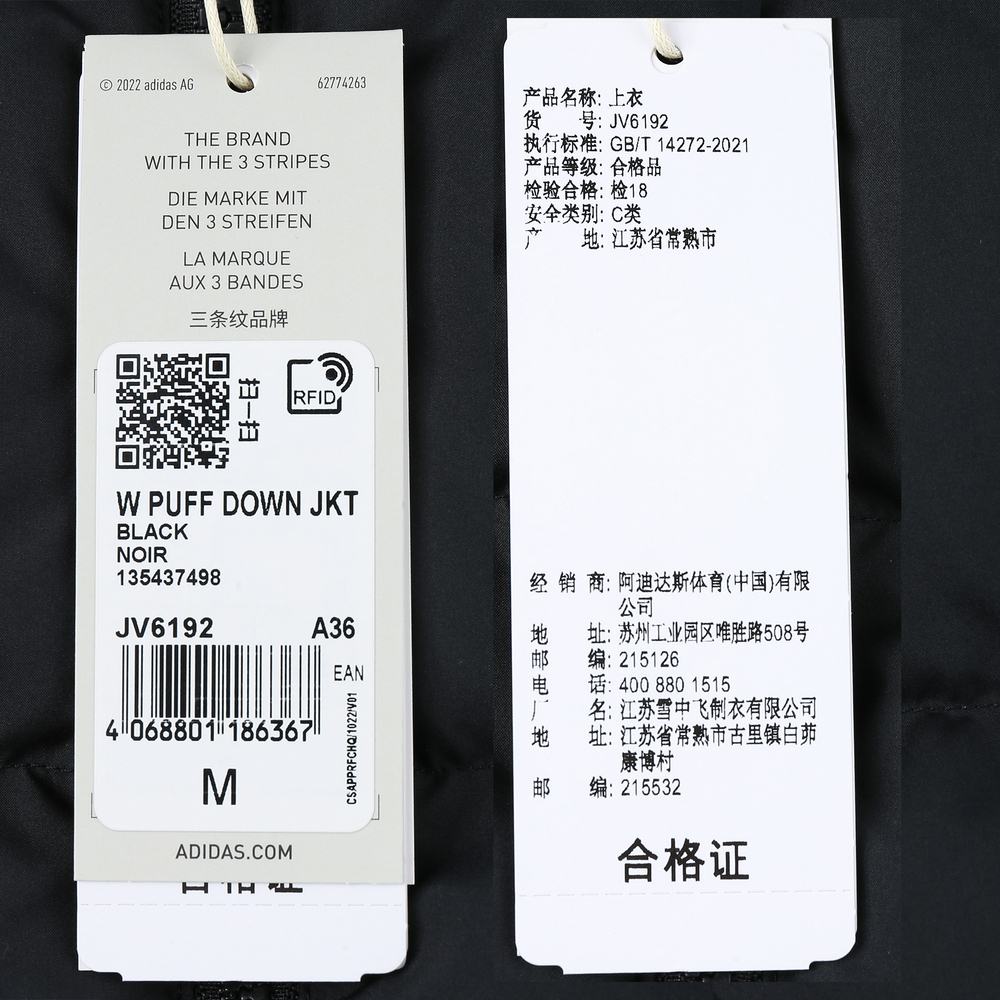 © 2022 adidas AG 62774263
THE BRAND
WITH THE 3 STRIPES
DIE MARKE MIT
DEN 3 STREIFEN
LA MARQUE
AUX 3 BANDES
三条纹品牌
扫一扫
RFID
W PUFF DOWN JKT
BLACK
NOIR
135437498
JV6192 A36
EAN
4 068801 186367
CSAPPRFCHQ/1022/V01
M
ADIDAS.COM
合格证
产品名称: 上衣
货 号: JV6192
执行标准: GB/T 14272-2021
产品等级: 合格品
检验合格: 检18
安全类别: C类
产 地: 江苏省常熟市
经 销 商: 阿迪达斯体育(中国)有限
公司
地 址: 苏州工业园区唯胜路508号
邮 编: 215126
电 话: 400 880 1515
厂 名: 江苏雪中飞制衣有限公司
地 址: 江苏省常熟市古里镇白茆
康博村
邮 编: 215532
合格证